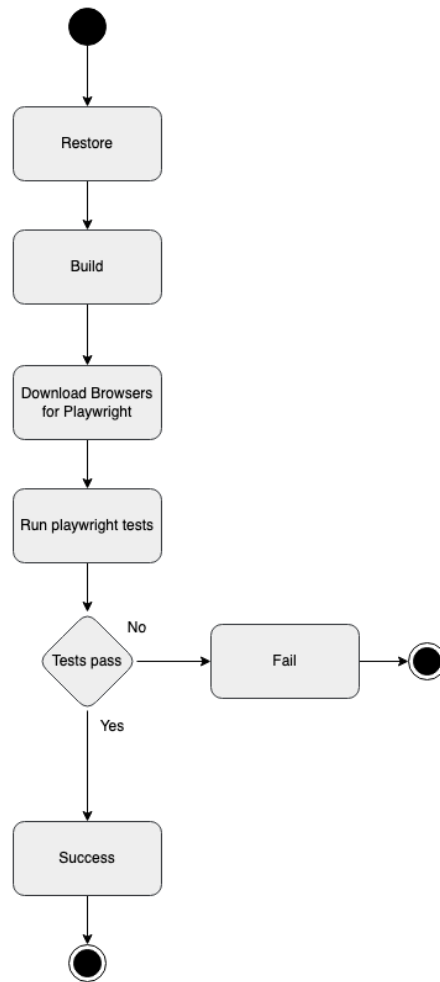 Restore
Build
Download Browsers
for Playwright
Run playwright tests
No
Tests pass
Fail
Yes
Success